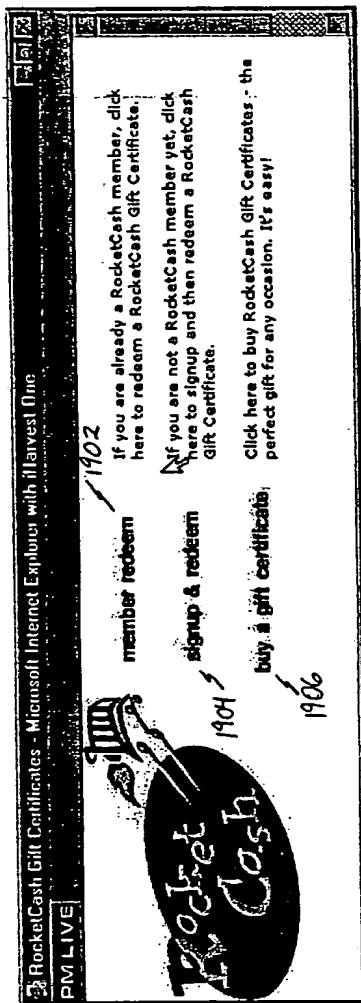 RocketCash Gift Certificates - Microsoft Internet Explorer with iHarvest One
PM LIVE
Rocket
Cash
member redeem
1902
If you are already a RocketCash member, click
here to redeem a RocketCash Gift Certificate.
signup & redeem
1904
If you are not a RocketCash member yet, click
here to signup and then redeem a RocketCash
Gift Certificate.
buy a gift certificate
1906
Click here to buy RocketCash Gift Certificates - the
perfect gift for any occasion. It's easy!